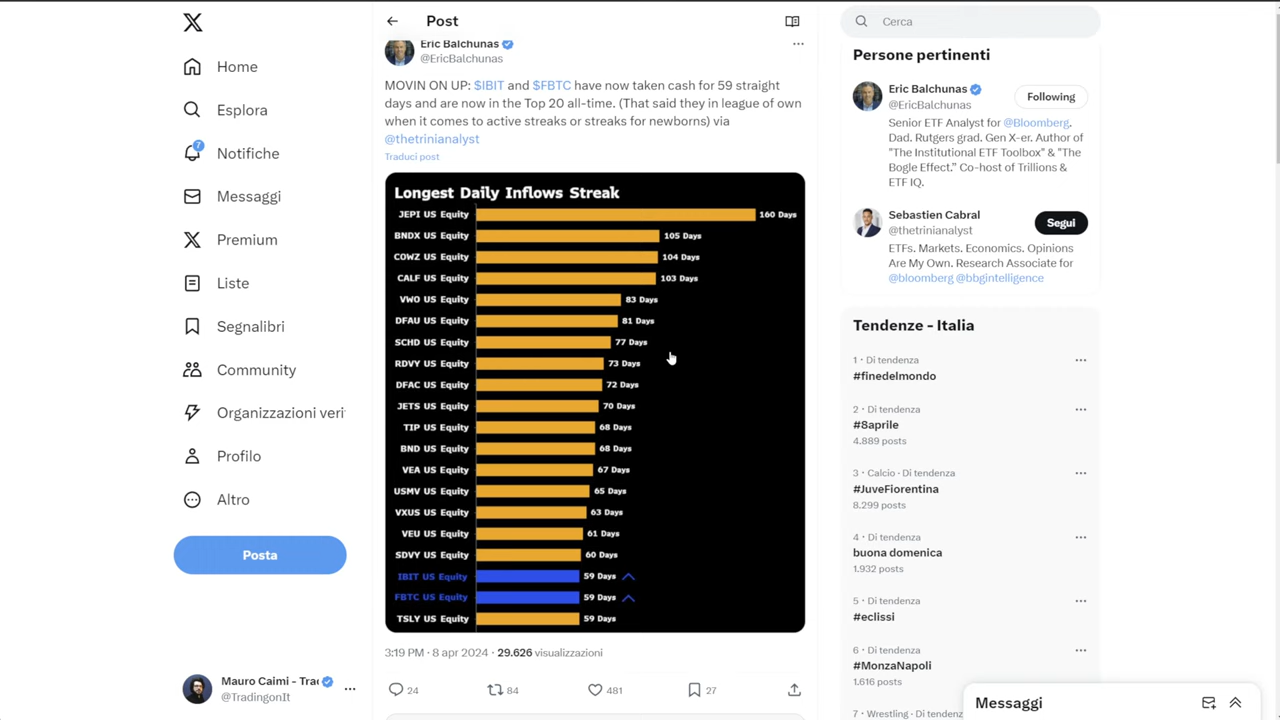 Home
Esplora
7
Notifiche
Messaggi
Premium
Liste
Segnalibri
Community
Organizzazioni veri
Profilo
Altro
Posta
Mauro Caimi - Tra
@TradingonIt
Post
Eric Balchunas
@EricBalchunas
MOVIN ON UP: $IBIT and $FBTC have now taken cash for 59 straight
days and are now in the Top 20 all-time. (That said they in league of own
when it comes to active streaks or streaks for newborns) via
@thetrinianalyst
Traduci post
Longest Daily Inflows Streak
JEPI US Equity 160 Days
BNDX US Equity 105 Days
COWZ US Equity 104 Days
CALF US Equity 103 Days
VWO US Equity 83 Days
DFAU US Equity 81 Days
SCHD US Equity 77 Days
RDVY US Equity 73 Days
DFAC US Equity 72 Days
JETS US Equity 70 Days
TIP US Equity 68 Days
BND US Equity 68 Days
VEA US Equity 67 Days
USMV US Equity 65 Days
VXUS US Equity 63 Days
VEU US Equity 61 Days
SDVY US Equity 60 Days
IBIT US Equity 59 Days
FBTC US Equity 59 Days
TSLY US Equity 59 Days
3:19 PM · 8 apr 2024 · 29.626 visualizzazioni
24 84 481 27
Cerca
Persone pertinenti
Eric Balchunas
@EricBalchunas
Following
Senior ETF Analyst for @Bloomberg.
Dad. Rutgers grad. Gen X-er. Author of
"The Institutional ETF Toolbox" & "The
Bogle Effect." Co-host of Trillions &
ETF IQ.
Sebastien Cabral
@thetrinianalyst
Segui
ETFs. Markets. Economics. Opinions
Are My Own. Research Associate for
@bloomberg @bbgintelligence
Tendenze - Italia
1 · Di tendenza
#finedelmondo
2 · Di tendenza
#8aprile
4.889 posts
3 · Calcio · Di tendenza
#JuveFiorentina
8.299 posts
4 · Di tendenza
buona domenica
1.932 posts
5 · Di tendenza
#eclissi
6 · Di tendenza
#MonzaNapoli
1.616 posts
7 · Wrestling · Di tendenz
Messaggi